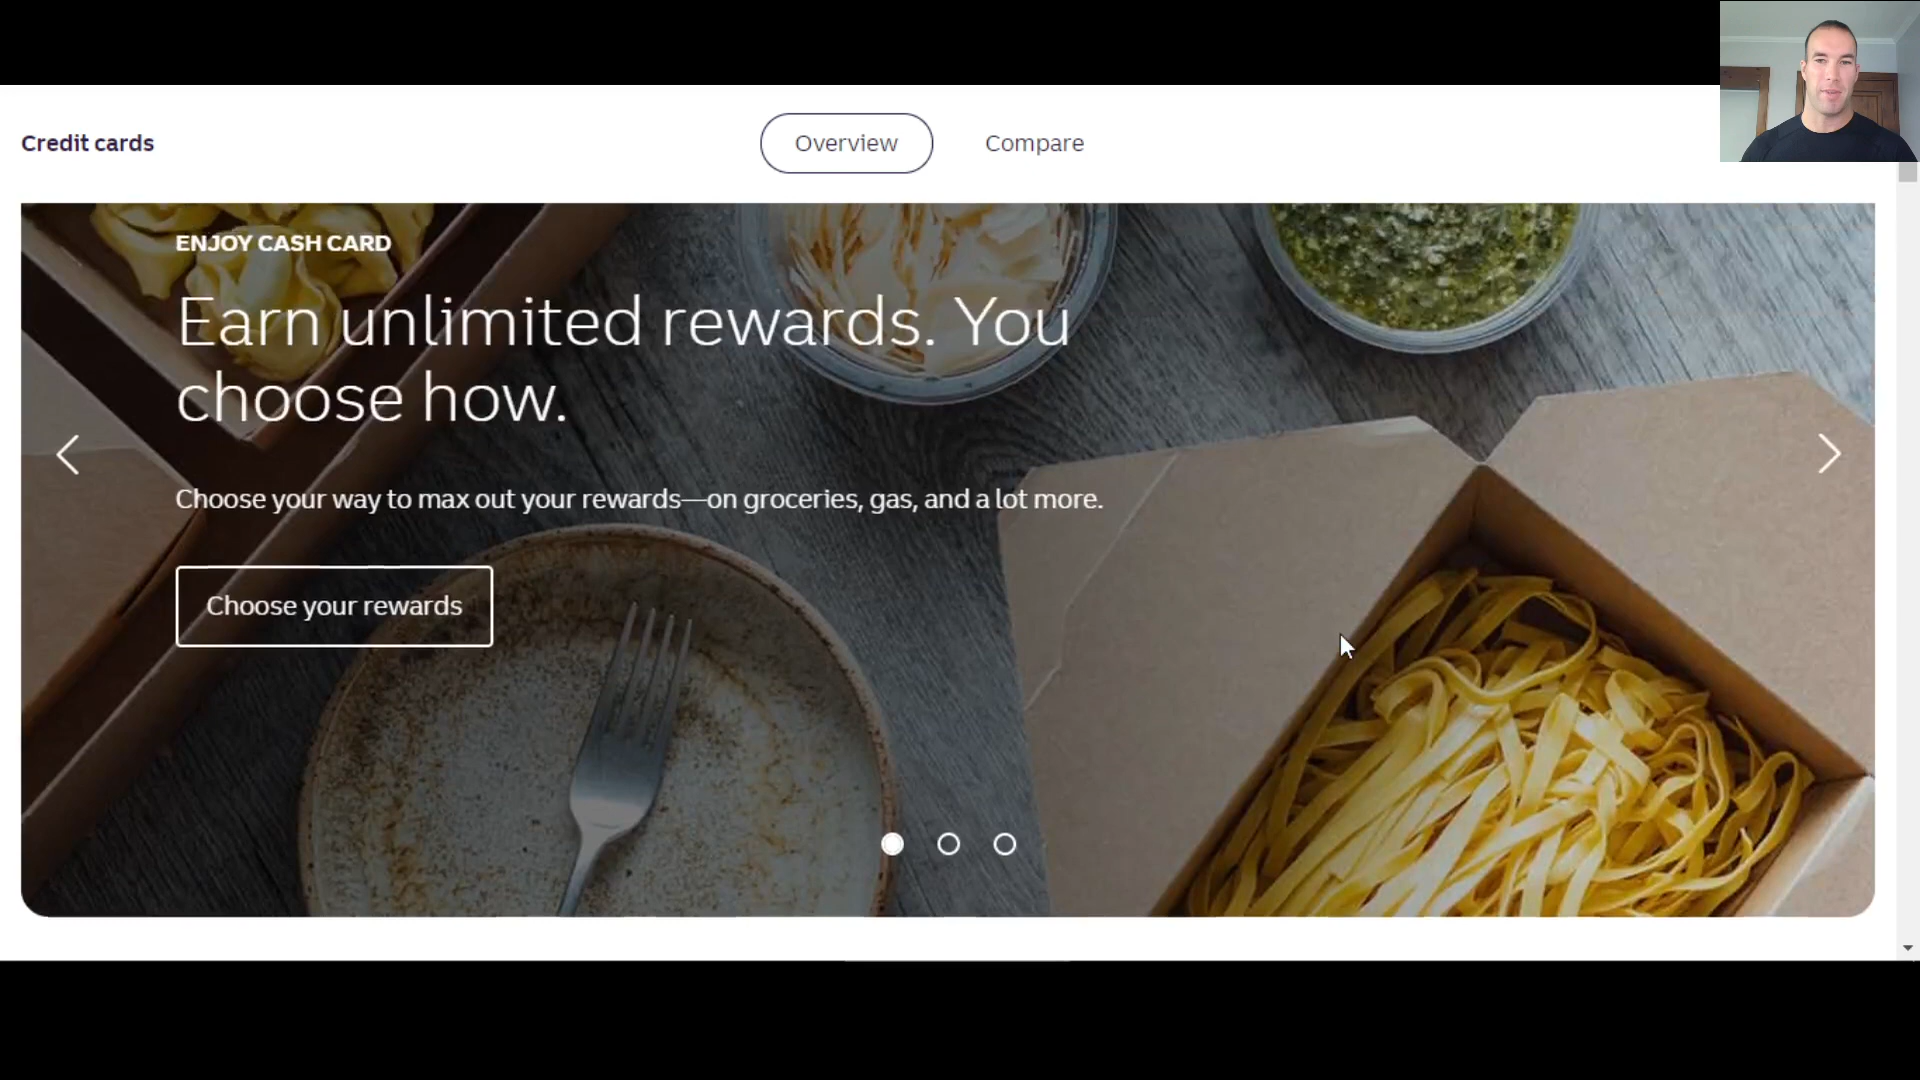 Credit cards
Overview
Compare
ENJOY CASH CARD
Earn unlimited rewards. You
choose how.
Choose your way to max out your rewards—on groceries, gas, and a lot more.
Choose your rewards